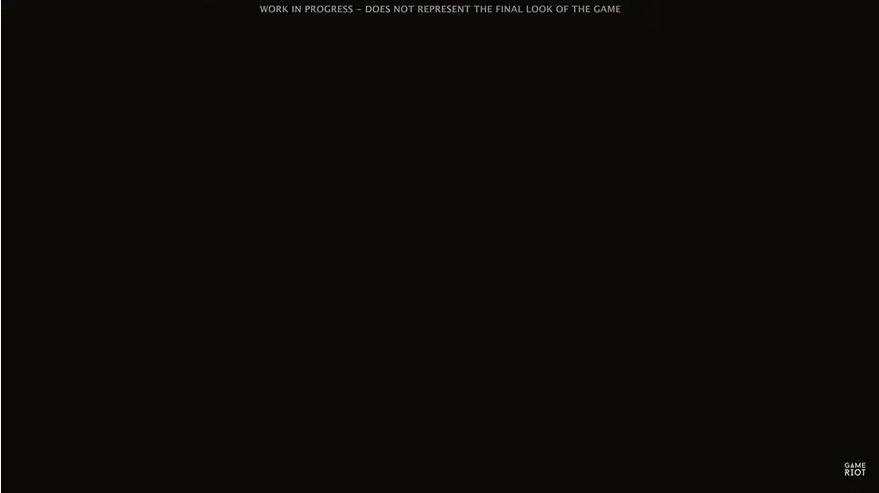 WORK IN PROGRESS - DOES NOT REPRESENT THE FINAL LOOK OF THE GAME
GAME
RIOT